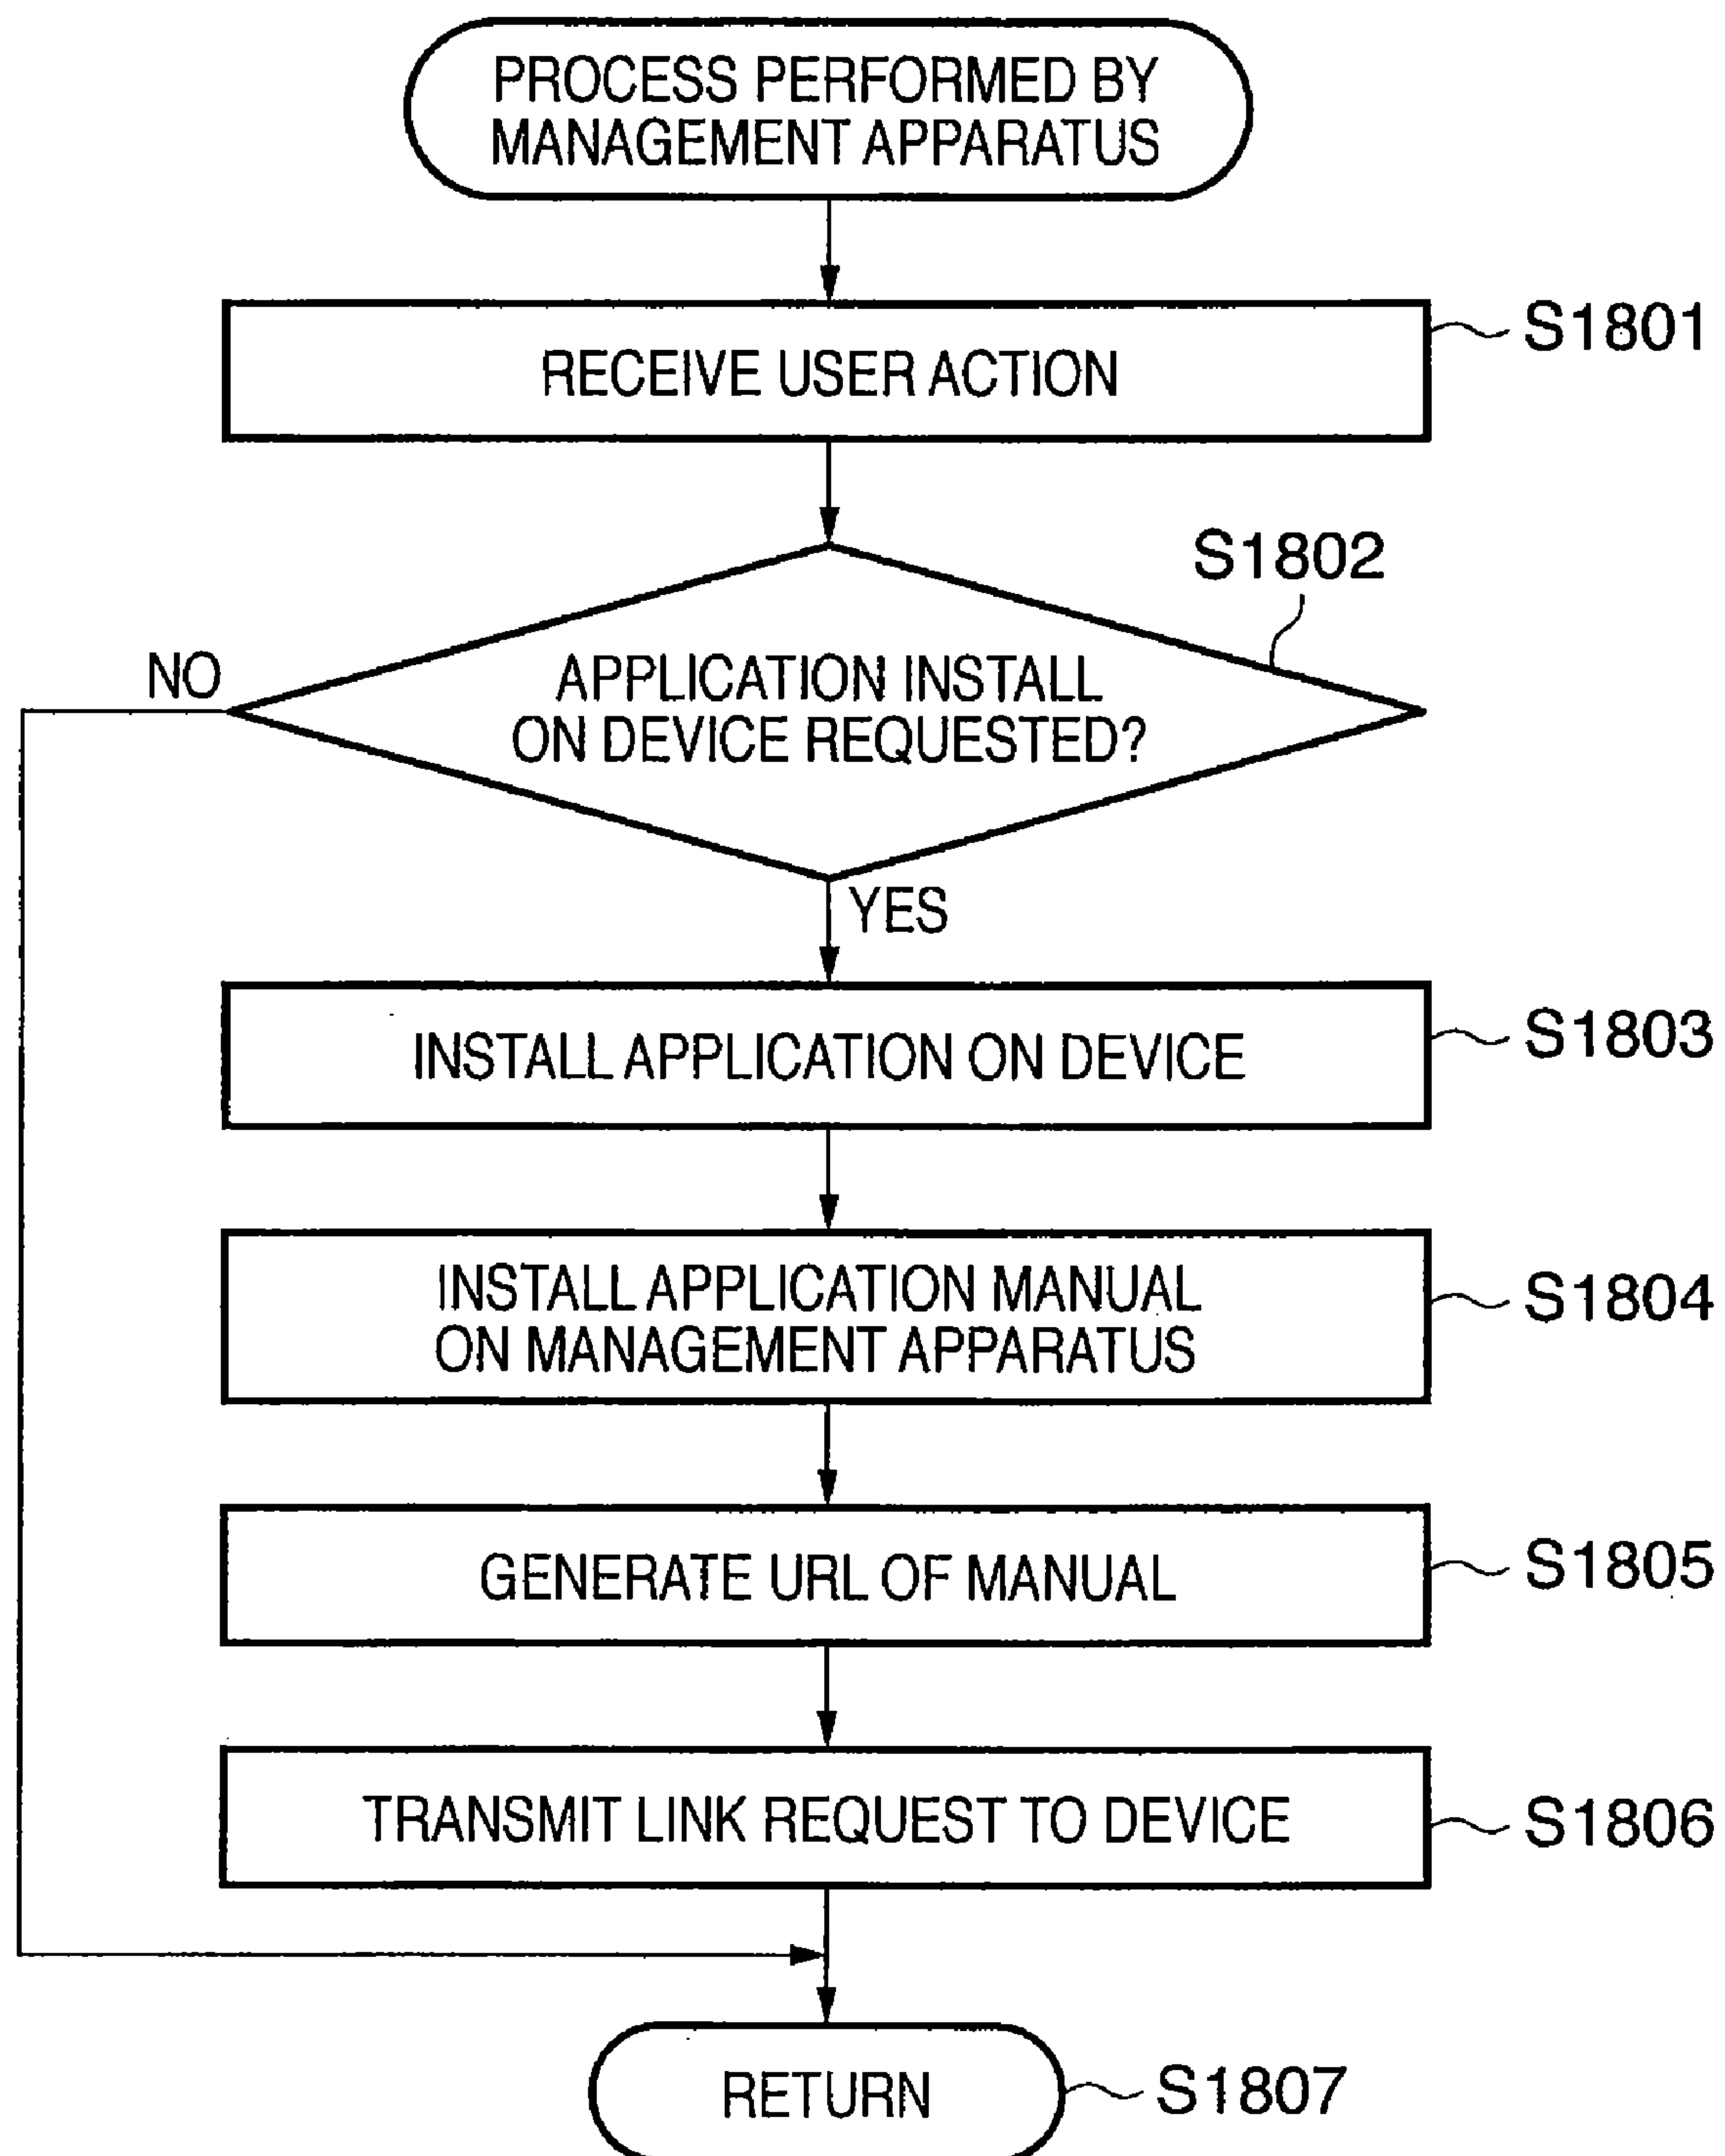 PROCESS PERFORMED BY
MANAGEMENT APPARATUS
RECEIVE USER ACTION
S1801
S1802
APPLICATION INSTALL
ON DEVICE REQUESTED?
NO
YES
INSTALL APPLICATION ON DEVICE
S1803
INSTALL APPLICATION MANUAL
ON MANAGEMENT APPARATUS
S1804
GENERATE URL OF MANUAL
S1805
TRANSMIT LINK REQUEST TO DEVICE
S1806
RETURN
S1807